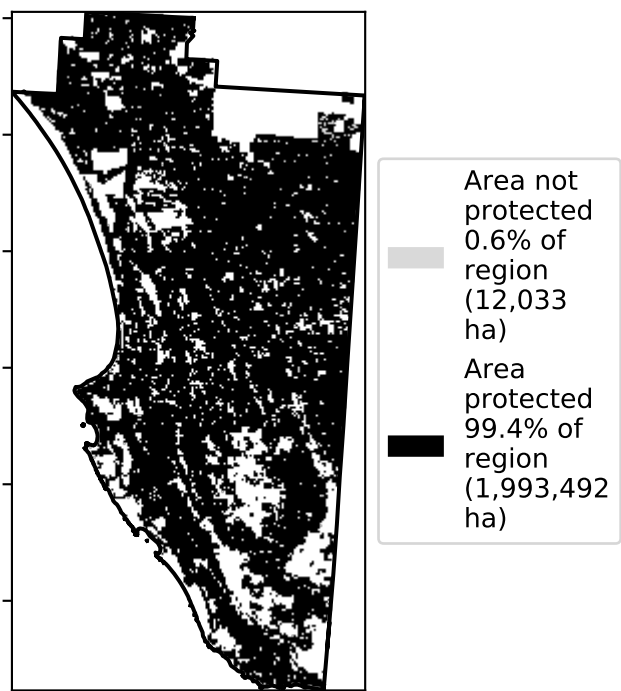 Area not
protected
0.6% of
region
(12,033
ha)
Area
protected
99.4% of
region
(1,993,492
ha)